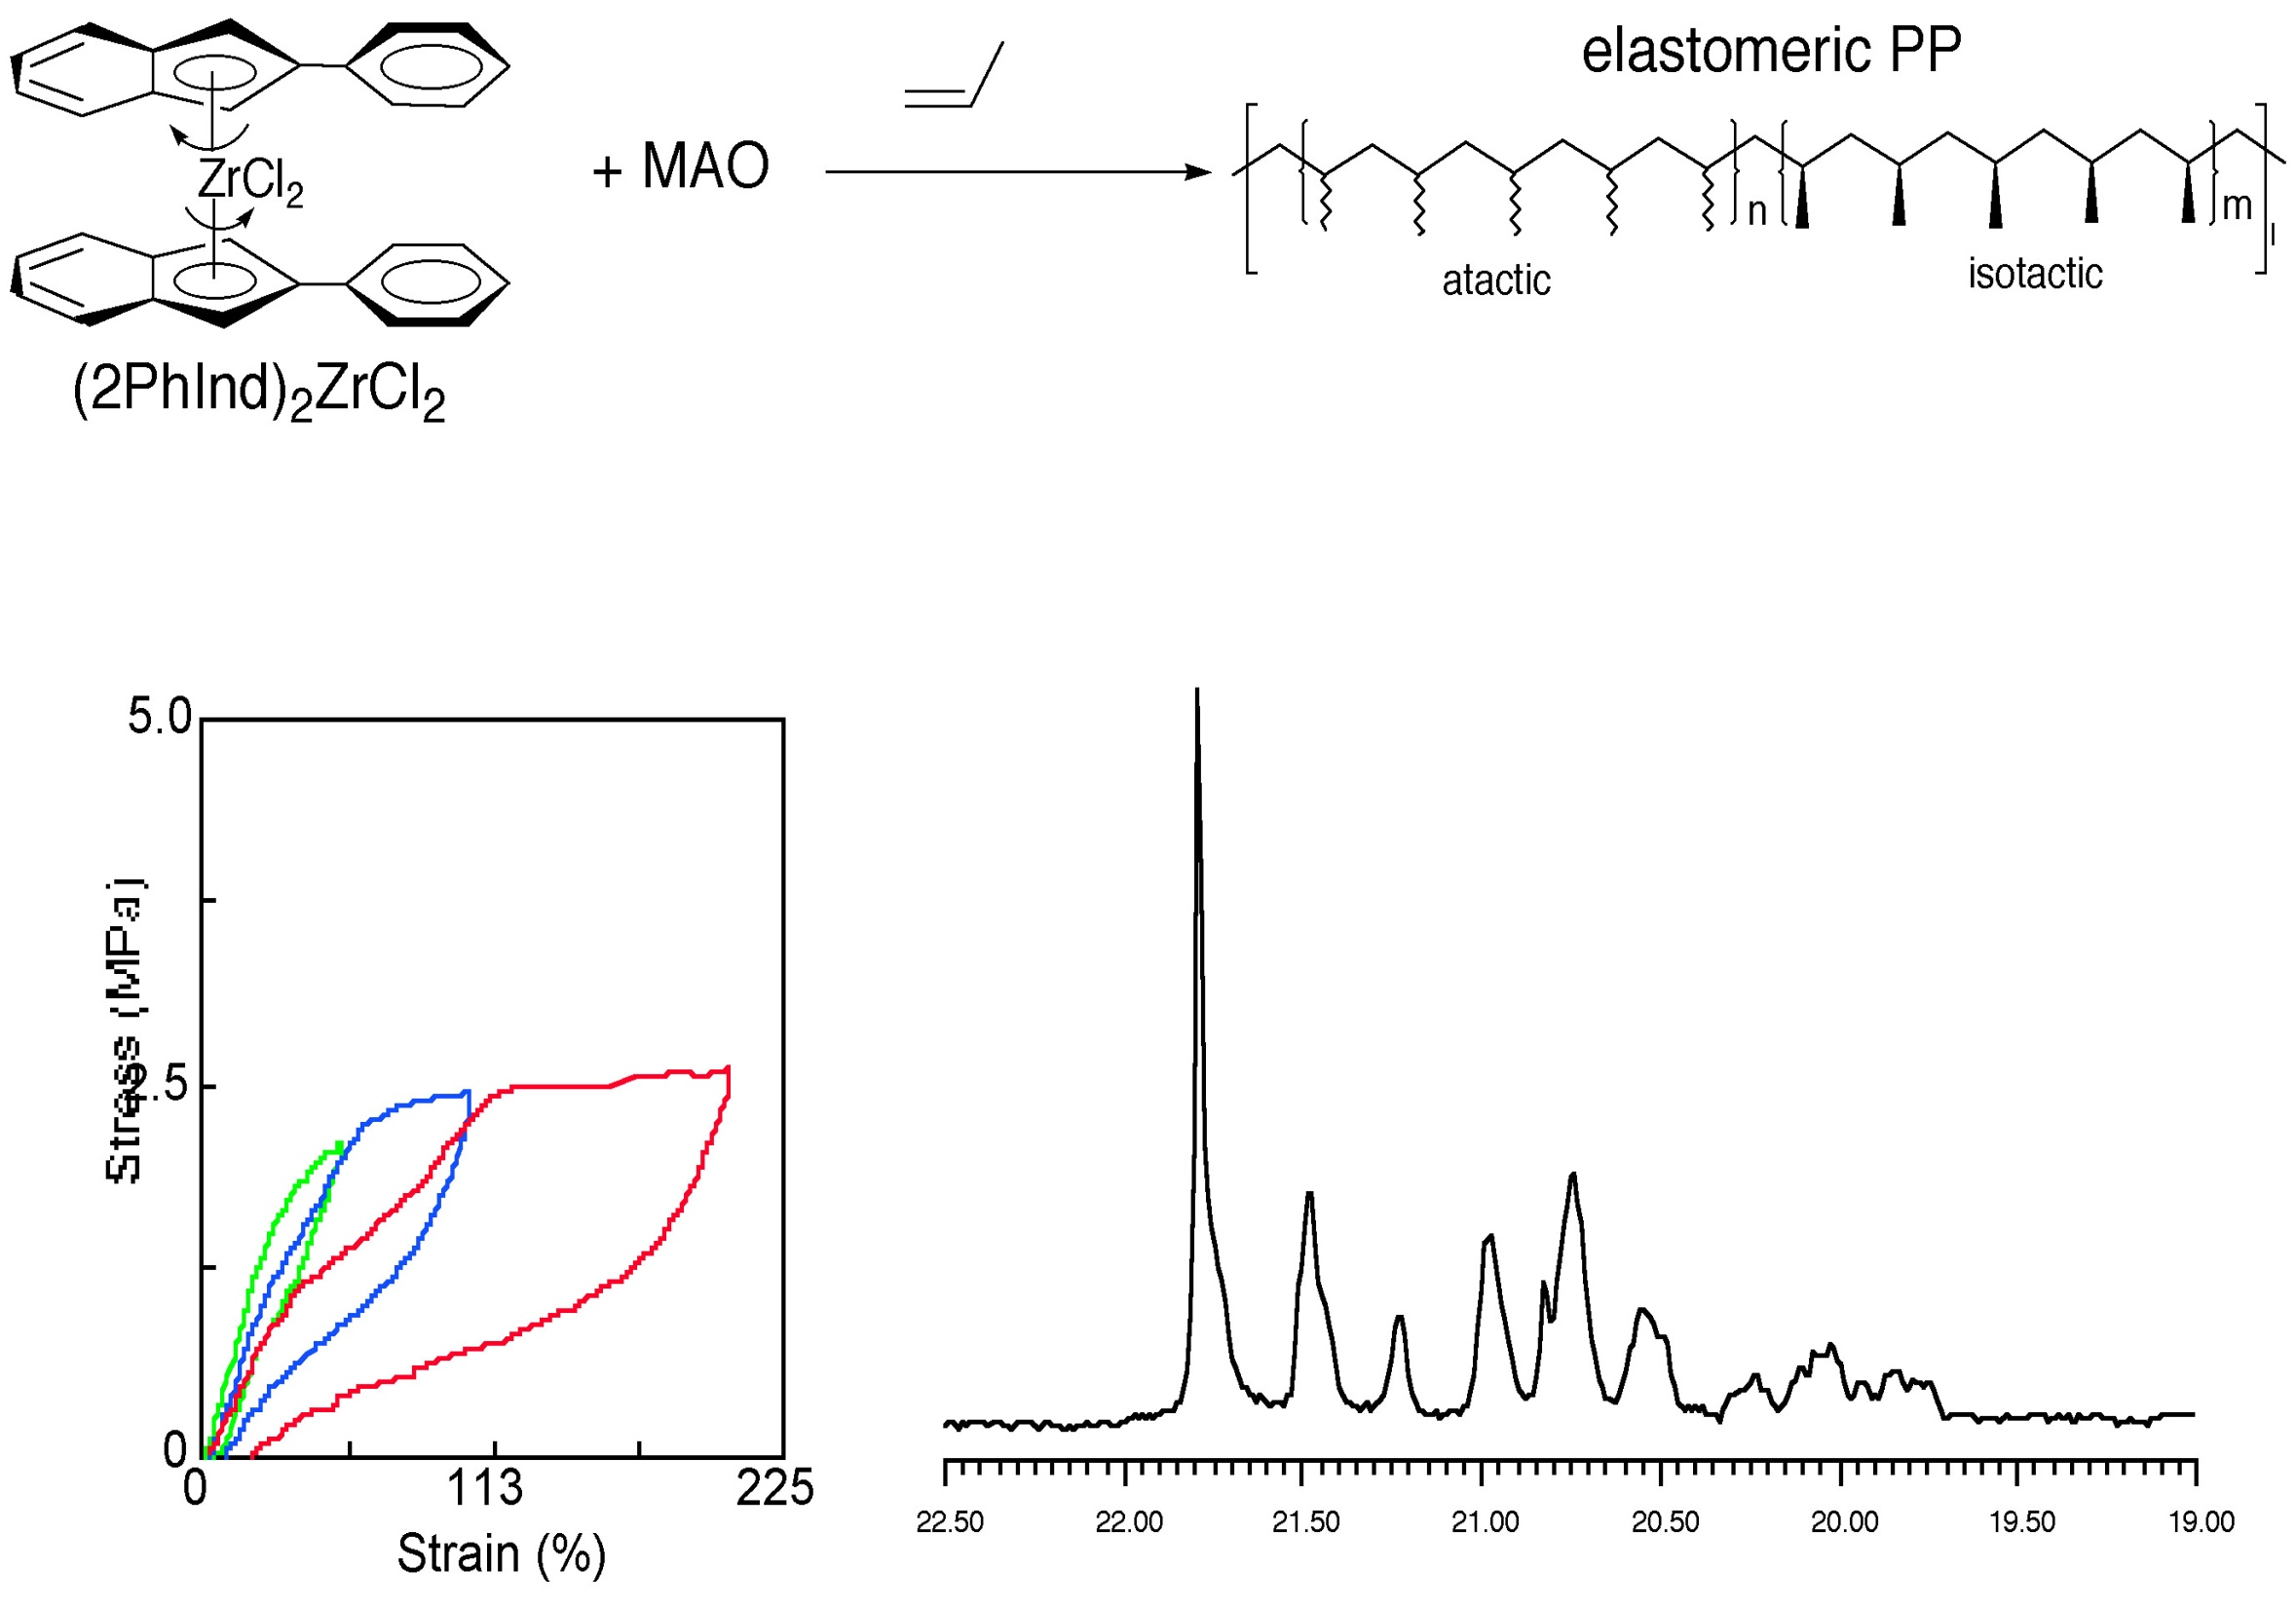 elastomeric PP
ZrCl2
+ MAO
n
m
l
atactic
isotactic
(2PhInd)2ZrCl2
5.0
Stress (MPa)
2.5
0
0 113 225
Strain (%)
22.50 22.00 21.50 21.00 20.50 20.00 19.50 19.00